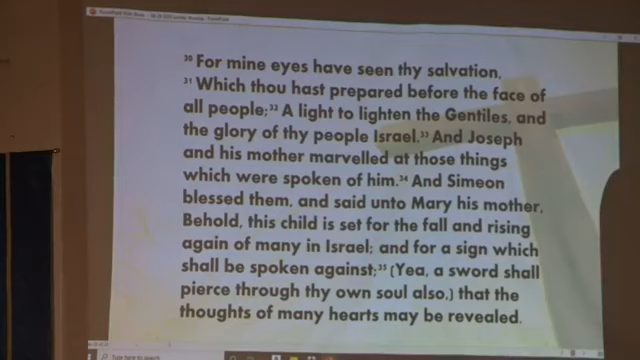 ³⁰ For mine eyes have seen thy salvation,
³¹ Which thou hast prepared before the face of
all people;³² A light to lighten the Gentiles, and
the glory of thy people Israel.³³ And Joseph
and his mother marvelled at those things
which were spoken of him.³⁴ And Simeon
blessed them, and said unto Mary his mother,
Behold, this child is set for the fall and rising
again of many in Israel; and for a sign which
shall be spoken against;³⁵ (Yea, a sword shall
pierce through thy own soul also,) that the
thoughts of many hearts may be revealed.
Type here to search